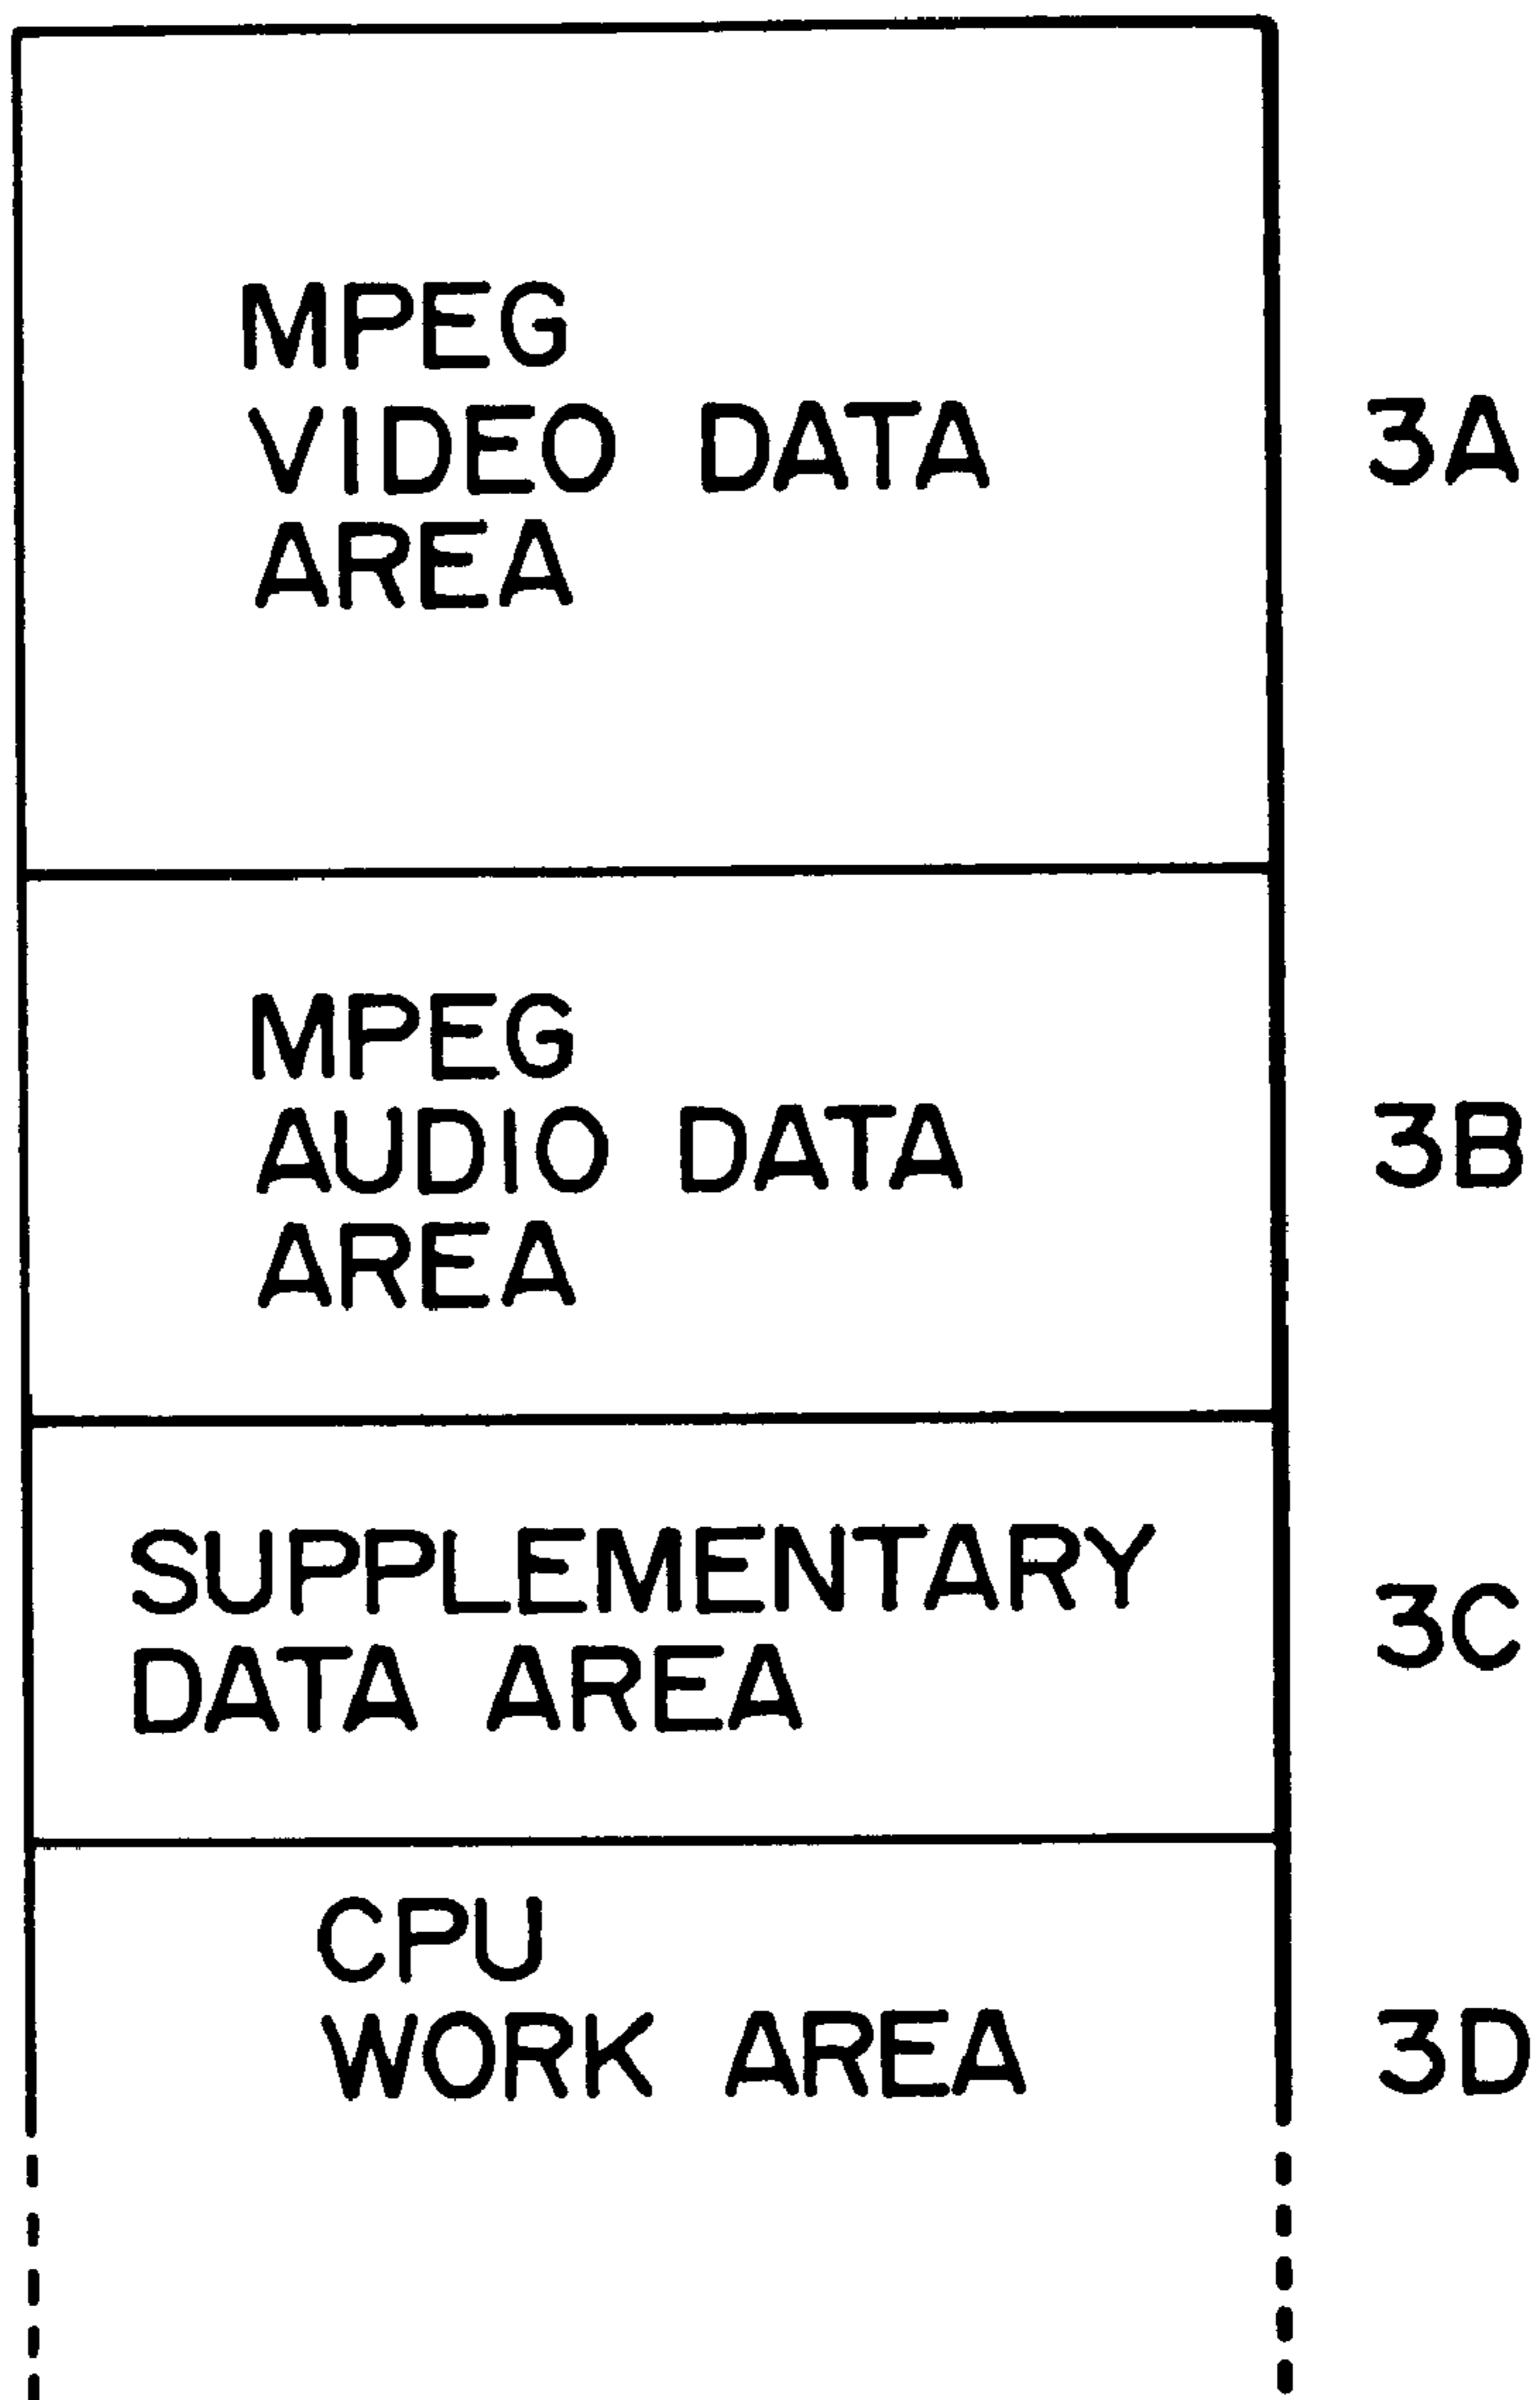 MPEG
VIDEO DATA
AREA
3A
MPEG
AUDIO DATA
AREA
3B
SUPPLEMENTARY
DATA AREA
3C
CPU
WORK AREA
3D